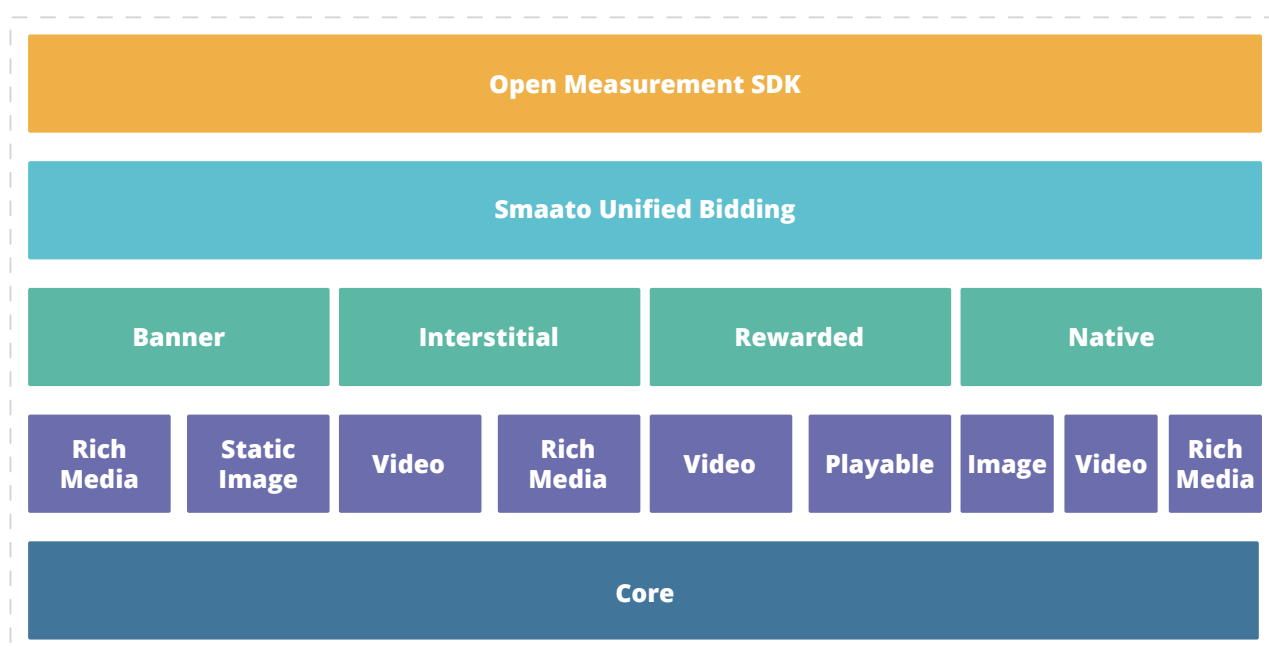 Open Measurement SDK
Smaato Unified Bidding
Banner
Interstitial
Rewarded
Native
Rich
Media
Static
Image
Video
Rich
Media
Video
Playable
Image
Video
Rich
Media
Core